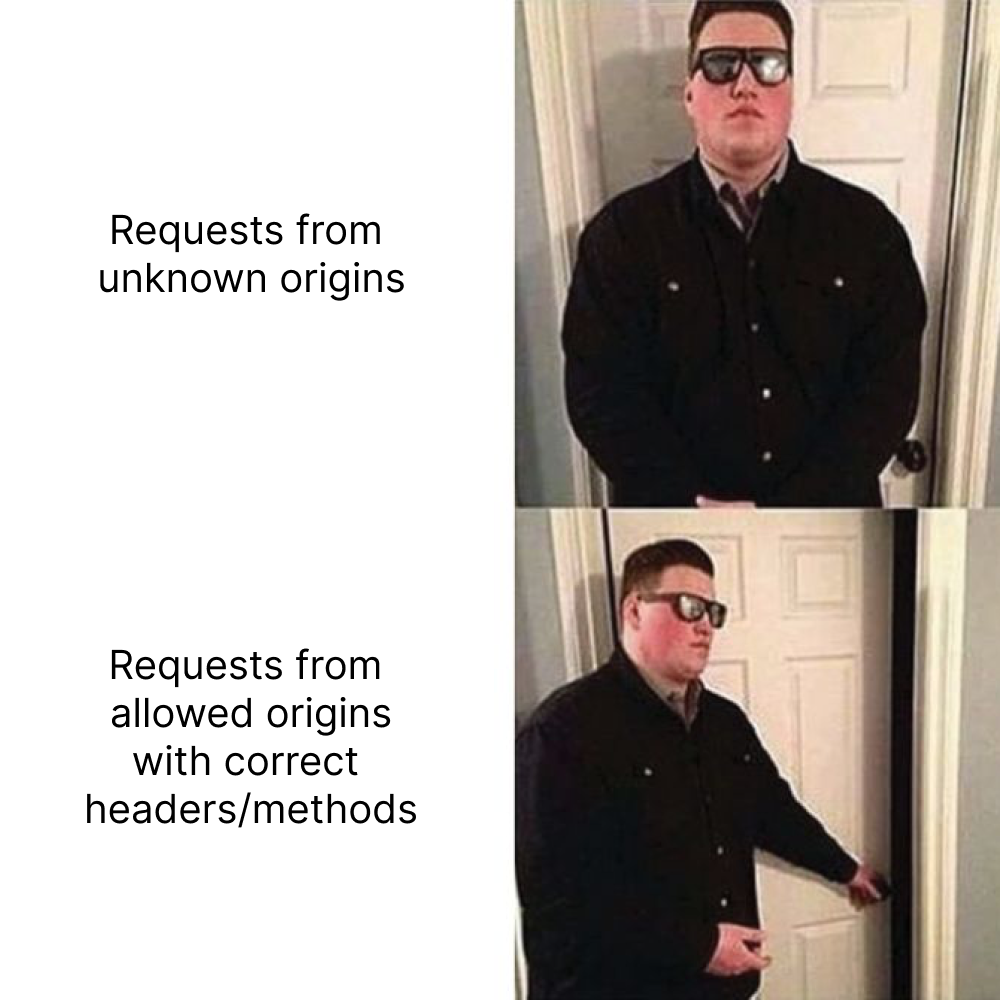 Requests from
unknown origins
Requests from
allowed origins
with correct
headers/methods